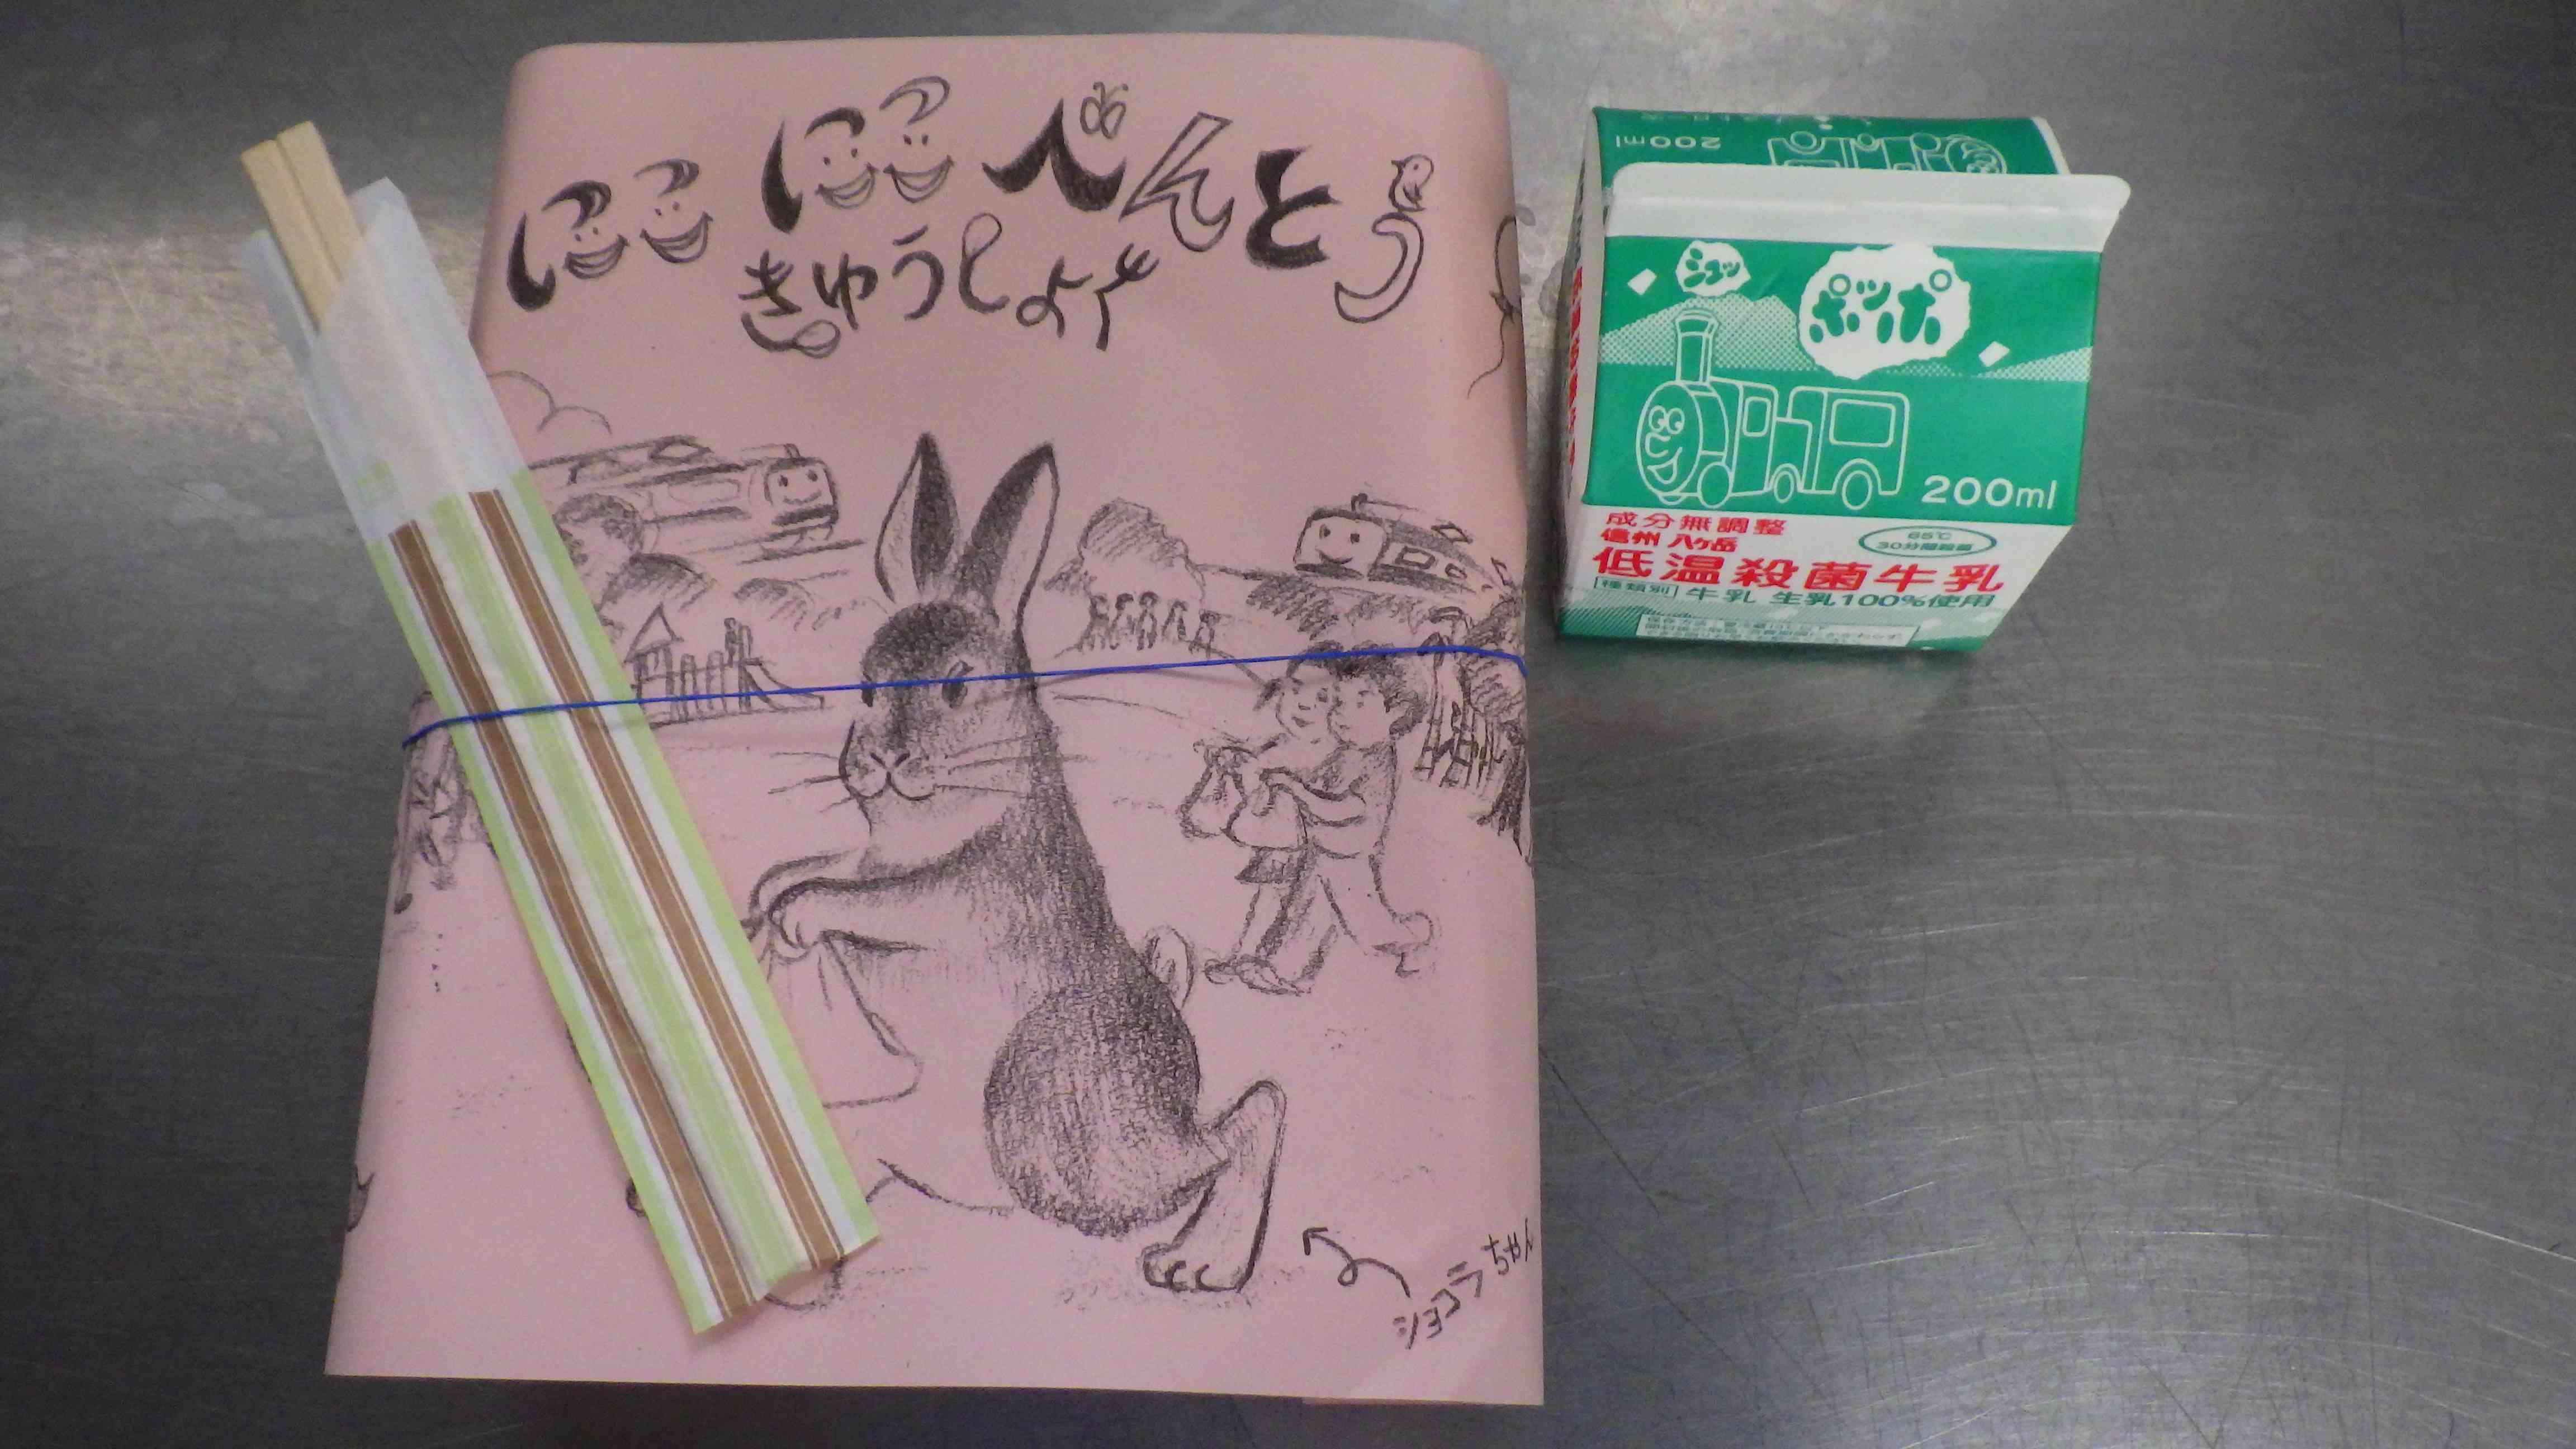 にこ にこ べんとう
きゅうしょく
ショコラちゃん
200ml
シュッ
ポッポ
200ml
成分無調整
信州 八ヶ岳
65℃
30分間殺菌
低温殺菌牛乳
種類別 牛乳 生乳100%使用